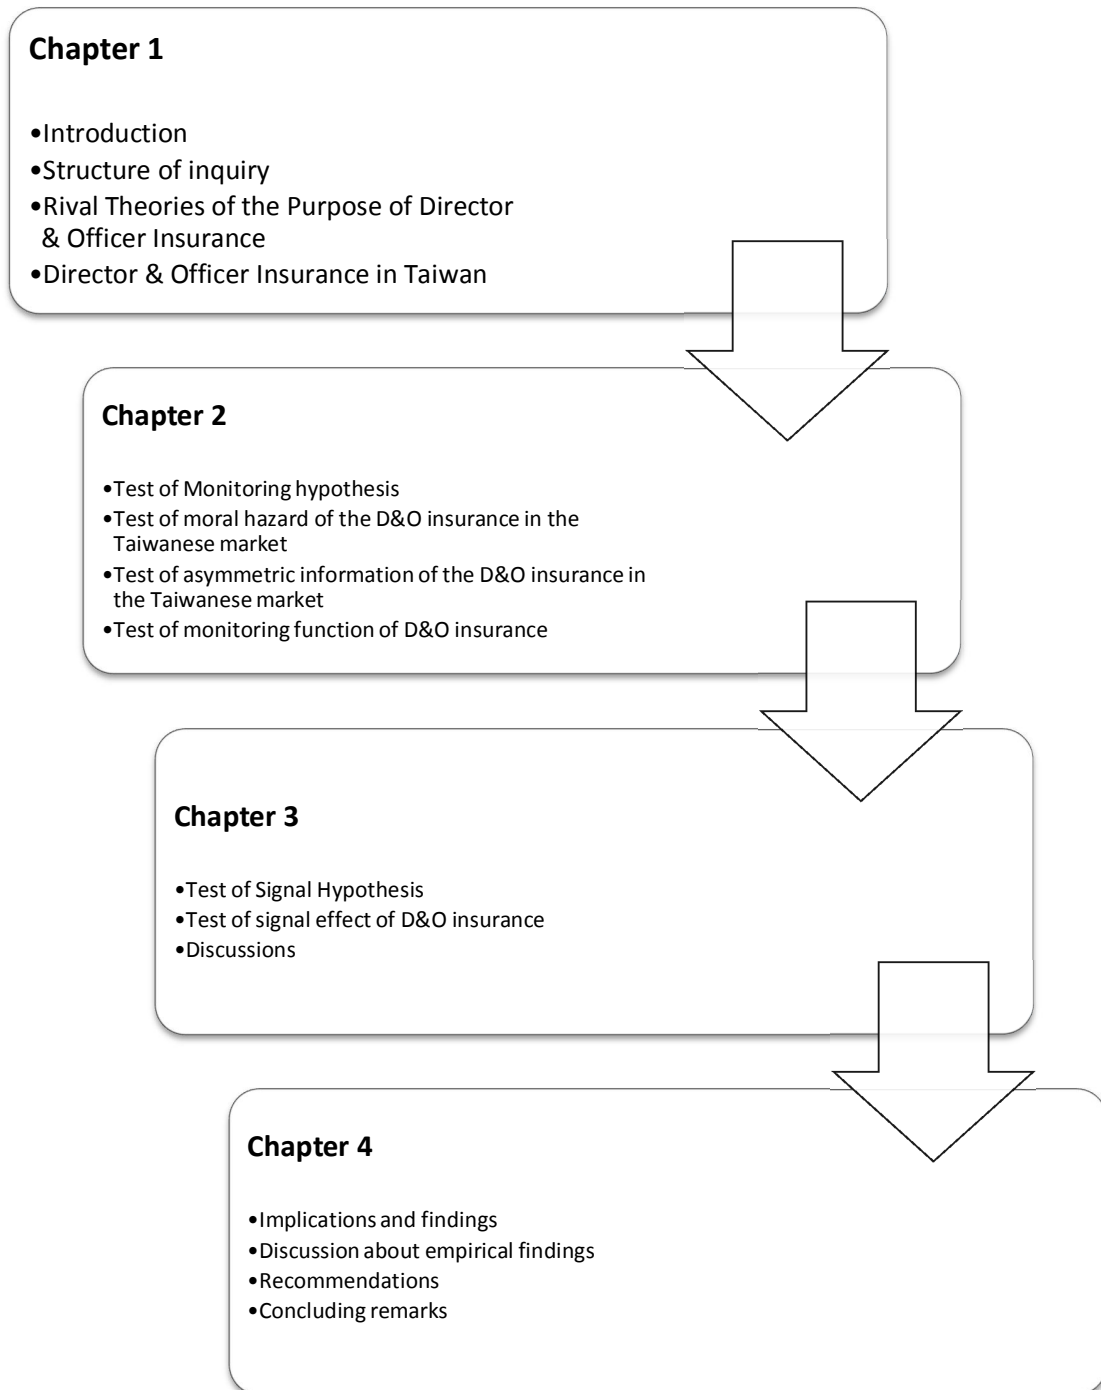 Chapter 1
•Introduction
•Structure of inquiry
•Rival Theories of the Purpose of Director
& Officer Insurance
•Director & Officer Insurance in Taiwan
Chapter 2
•Test of Monitoring hypothesis
•Test of moral hazard of the D&O insurance in the
Taiwanese market
•Test of asymmetric information of the D&O insurance in
the Taiwanese market
•Test of monitoring function of D&O insurance
Chapter 3
•Test of Signal Hypothesis
•Test of signal effect of D&O insurance
•Discussions
Chapter 4
•Implications and findings
•Discussion about empirical findings
•Recommendations
•Concluding remarks